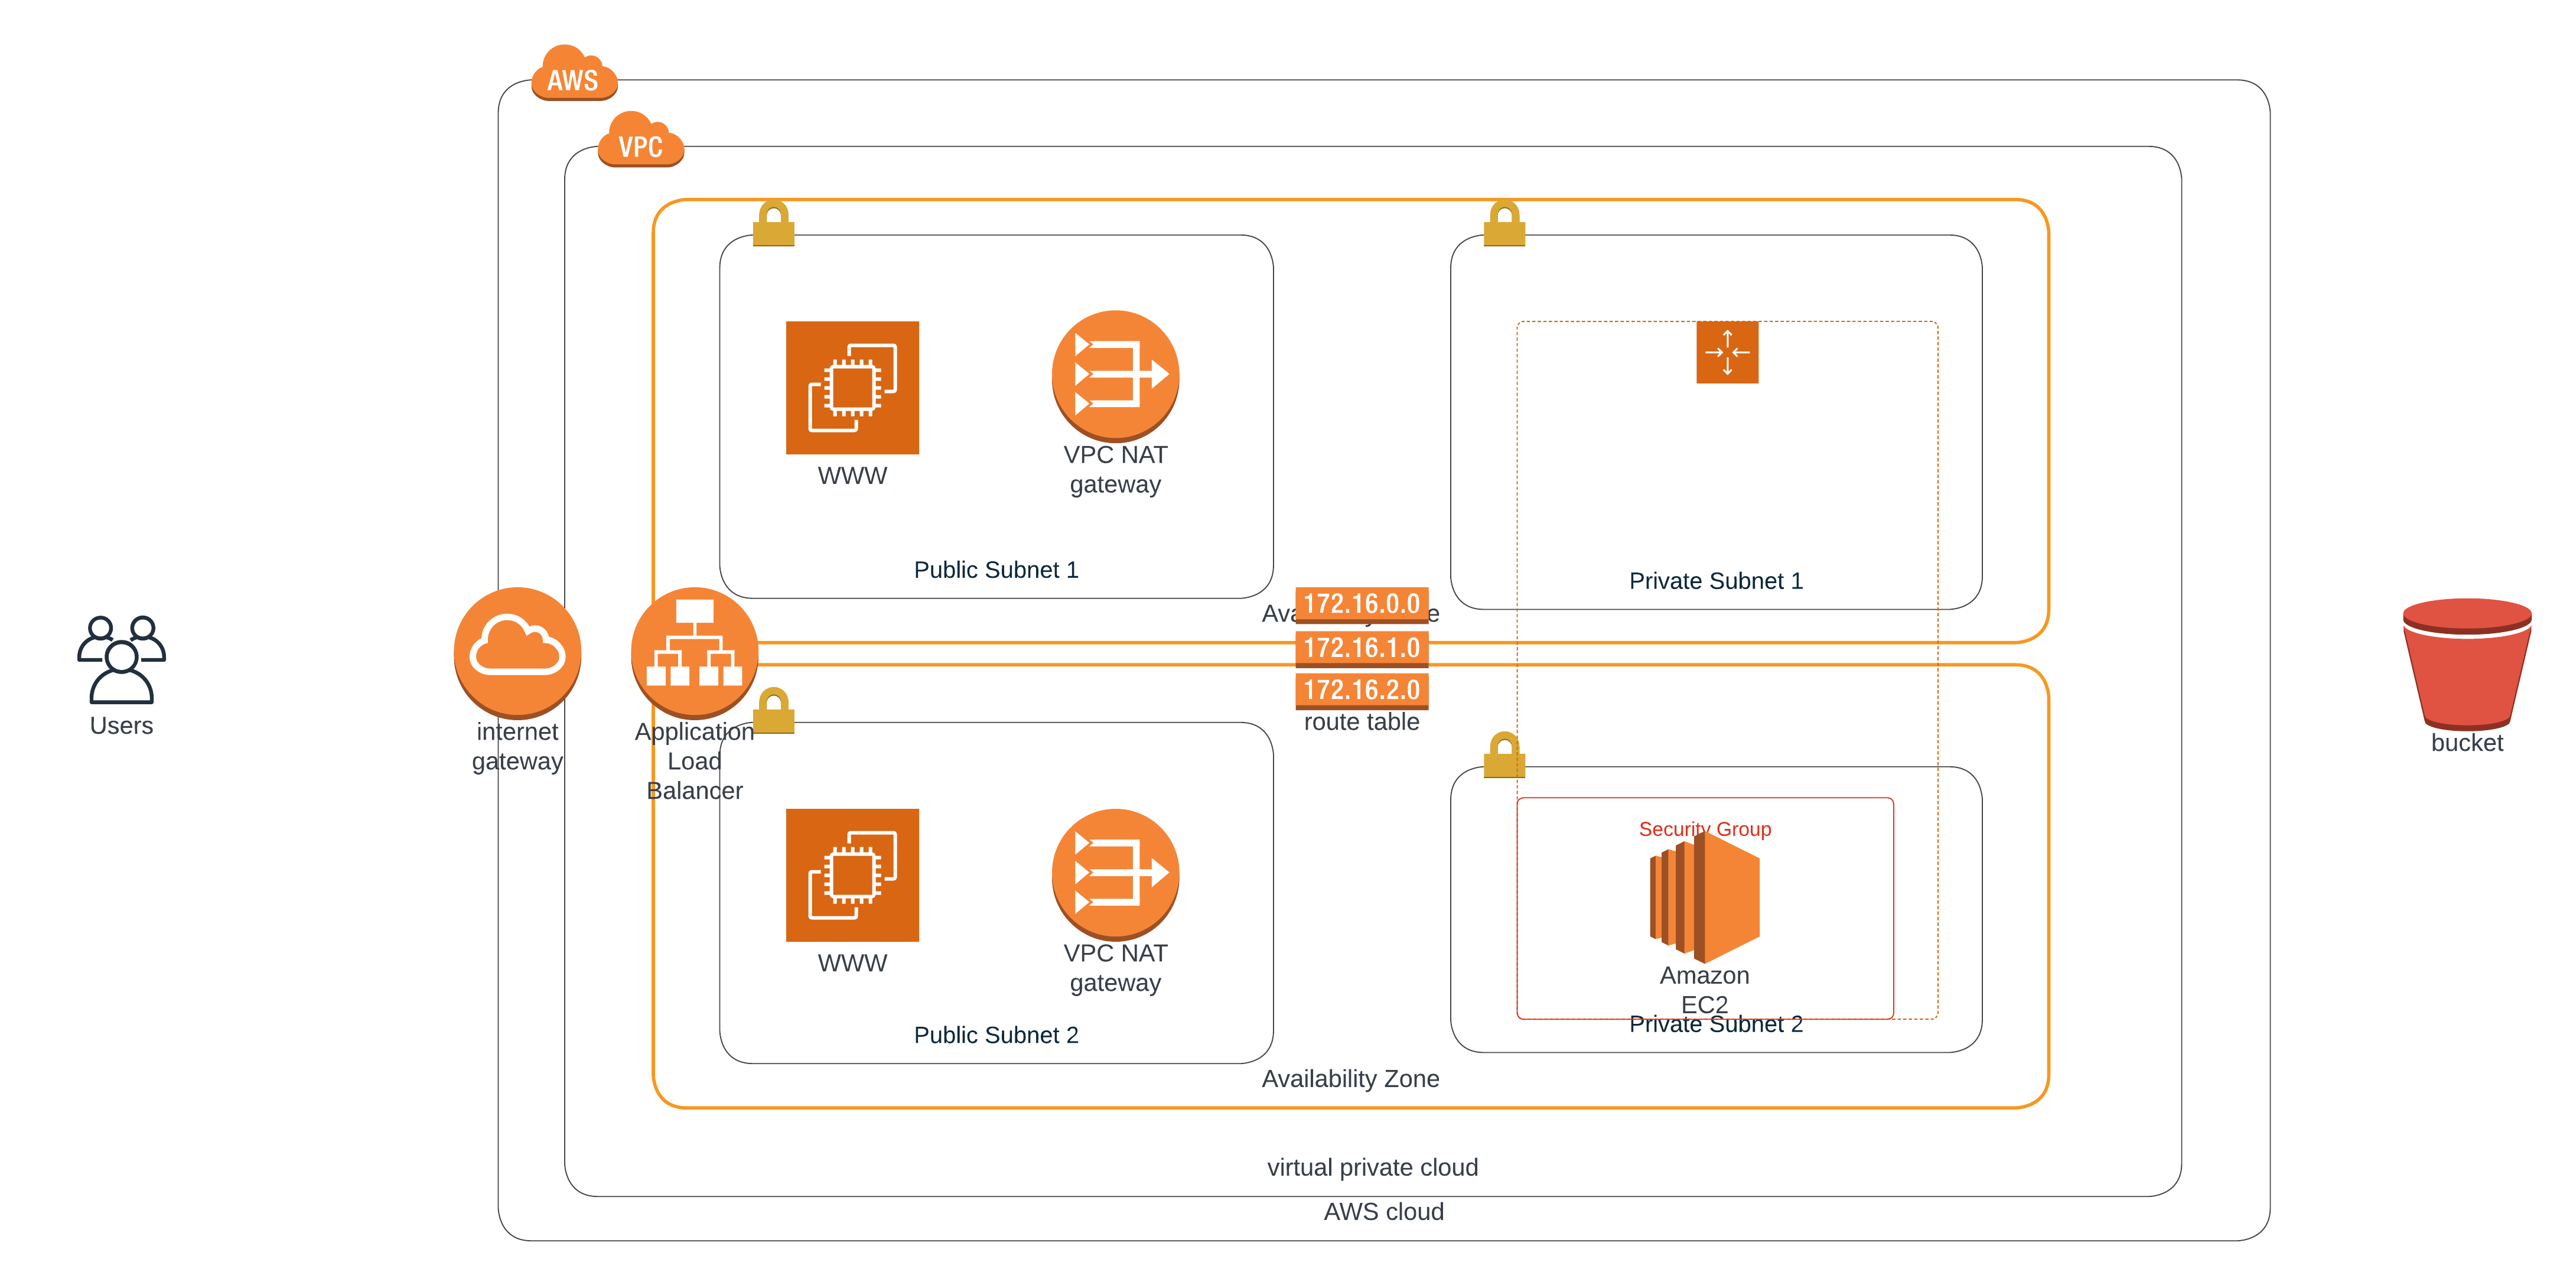 AWS
VPC
WWW
VPC NAT
gateway
Public Subnet 1
Private Subnet 1
172.16.0.0
172.16.1.0
172.16.2.0
route table
Users
internet
gateway
Application
Load
Balancer
bucket
WWW
VPC NAT
gateway
Public Subnet 2
Security Group
Amazon
EC2
Private Subnet 2
Availability Zone
virtual private cloud
AWS cloud